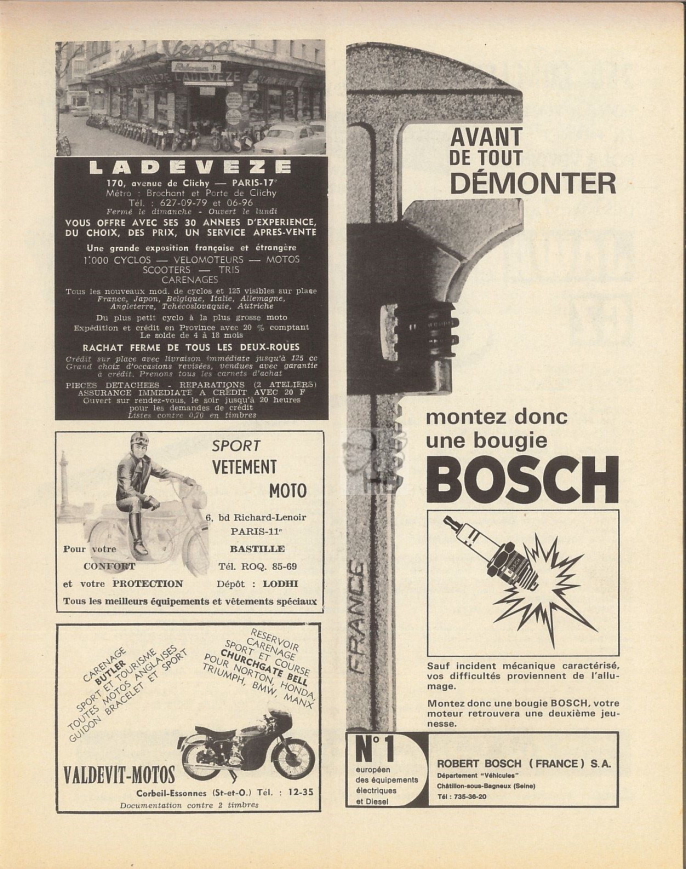 Vespa
LADEVEZE
LADEVEZE
170, avenue de Clichy — PARIS-17e
Métro : Brochant et Porte de Clichy
Tél. : 627-09-79 et 06-96
Fermé le dimanche - Ouvert le lundi
VOUS OFFRE AVEC SES 30 ANNEES D'EXPERIENCE,
DU CHOIX, DES PRIX, UN SERVICE APRES-VENTE
Une grande exposition française et étrangère
1.000 CYCLOS — VELOMOTEURS — MOTOS
SCOOTERS — TRIS
CARENAGES
Tous les nouveaux mod. de cyclos et 125 visibles sur place
France, Japon, Belgique, Italie, Allemagne,
Angleterre, Tchécoslovaquie, Autriche
Du plus petit cyclo à la plus grosse moto
Expédition et crédit en Province avec 20 % comptant
Le solde de 4 à 18 mois
RACHAT FERME DE TOUS LES DEUX-ROUES
Crédit sur place avec livraison immédiate jusqu'à 125 cc
Grand choix d'occasions revisées, vendues avec garantie
à crédit. Prenons tous les carnets d'achat
PIECES DETACHEES - REPARATIONS (2 ATELIERS)
ASSURANCE IMMEDIATE A CREDIT AVEC 20 F
Ouvert sur rendez-vous, le soir jusqu'à 20 heures
pour les demandes de crédit
Listes contre 0,70 en timbres
SPORT
VETEMENT
MOTO
6, bd Richard-Lenoir
PARIS-11e
Pour votre BASTILLE
CONFORT Tél. ROQ. 85-69
et votre PROTECTION Dépôt : LODHI
Tous les meilleurs équipements et vêtements spéciaux
CARENAGE
BUTLER
SPORT ET TOURISME
TOUTES MOTOS ANGLAISES
GUIDON BRACELET ET SPORT
RESERVOIR
CARENAGE
SPORT ET COURSE
CHURCHGATE BELL
POUR NORTON, HONDA,
TRIUMPH, BMW, MANX
VALDEVIT-MOTOS
Corbeil-Essonnes (St-et-O.) Tél. : 12-35
Documentation contre 2 timbres
AVANT
DE TOUT
DÉMONTER
FRANCE
montez donc
une bougie
BOSCH
Sauf incident mécanique caractérisé,
vos difficultés proviennent de l'allu-
mage.
Montez donc une bougie BOSCH, votre
moteur retrouvera une deuxième jeu-
nesse.
N° 1
européen
des équipements
électriques
et Diesel
ROBERT BOSCH (FRANCE) S.A.
Département "Véhicules"
Châtillon-sous-Bagneux (Seine)
Tél : 735-36-20